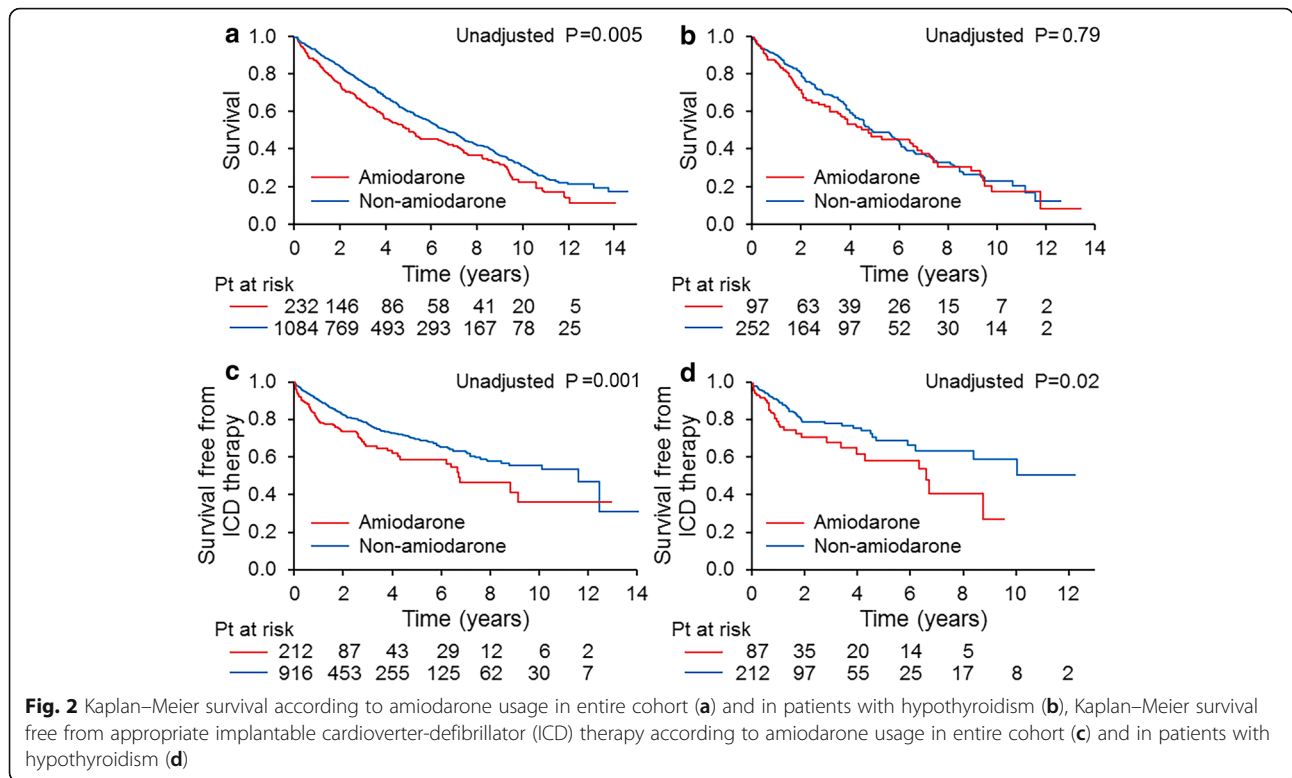 a
Unadjusted P=0.005
1.0
0.8
0.6
0.4
0.2
0.0
Survival
Amiodarone
Non-amiodarone
0 2 4 6 8 10 12 14
Time (years)
Pt at risk
232 146 86 58 41 20 5
1084 769 493 293 167 78 25
b
Unadjusted P=0.79
1.0
0.8
0.6
0.4
0.2
0.0
Survival
Amiodarone
Non-amiodarone
0 2 4 6 8 10 12 14
Time (years)
Pt at risk
97 63 39 26 15 7 2
252 164 97 52 30 14 2
c
Unadjusted P=0.001
1.0
0.8
0.6
0.4
0.2
0.0
Survival free from
ICD therapy
Amiodarone
Non-amiodarone
0 2 4 6 8 10 12 14
Time (years)
Pt at risk
212 87 43 29 12 6 2
916 453 255 125 62 30 7
d
Unadjusted P=0.02
1.0
0.8
0.6
0.4
0.2
0.0
Survival free from
ICD therapy
Amiodarone
Non-amiodarone
0 2 4 6 8 10 12
Time (years)
Pt at risk
87 35 20 14 5
212 97 55 25 17 8 2
Fig. 2 Kaplan–Meier survival according to amiodarone usage in entire cohort (a) and in patients with hypothyroidism (b), Kaplan–Meier survival
free from appropriate implantable cardioverter-defibrillator (ICD) therapy according to amiodarone usage in entire cohort (c) and in patients with
hypothyroidism (d)